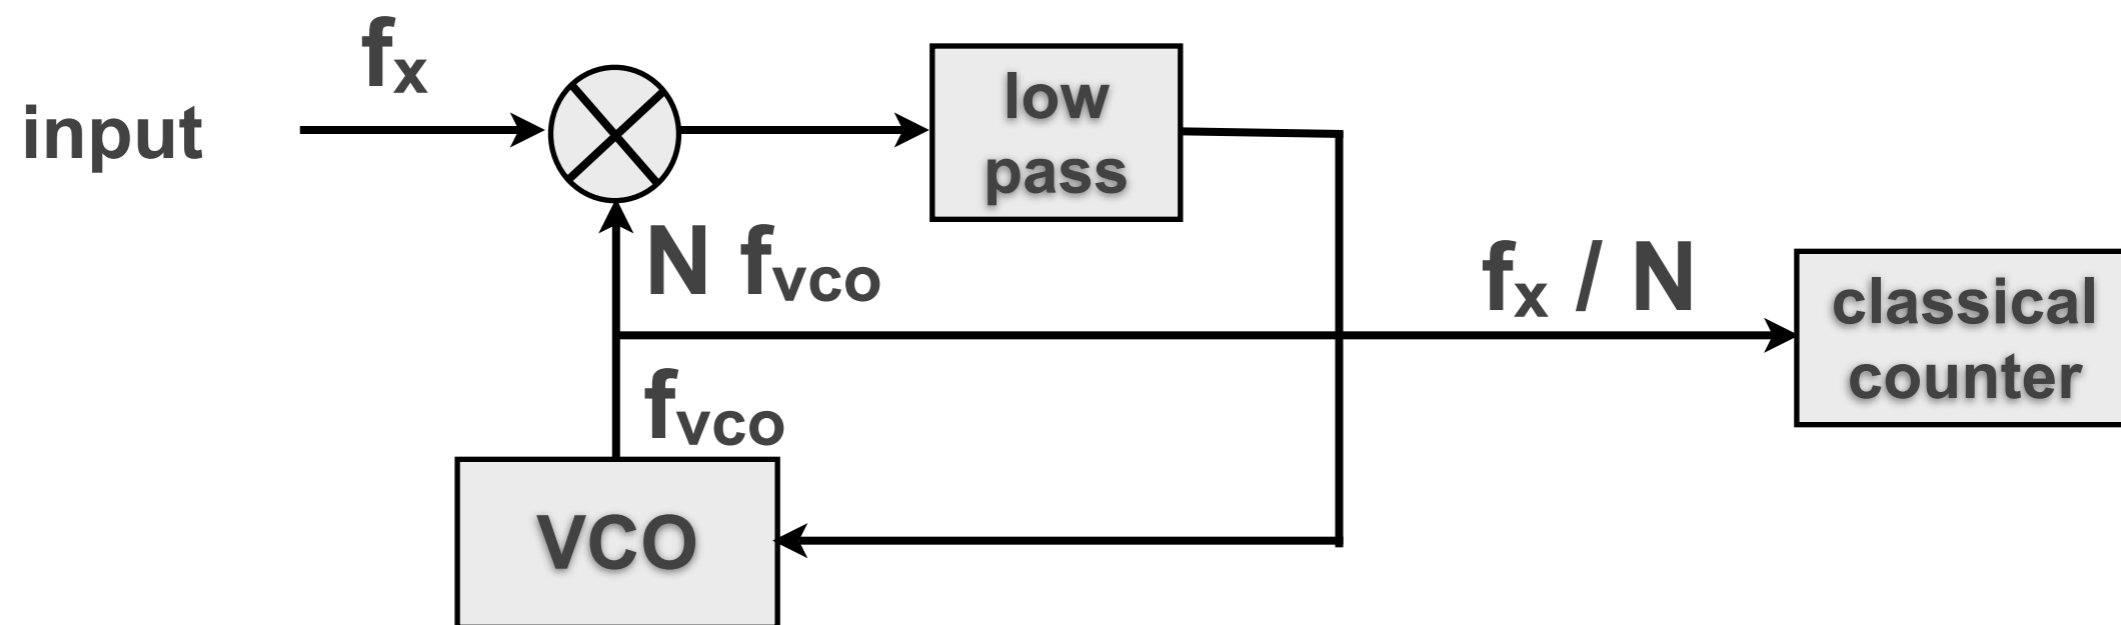 fx
input
low
pass
N fvco
fx / N
classical
counter
fvco
VCO